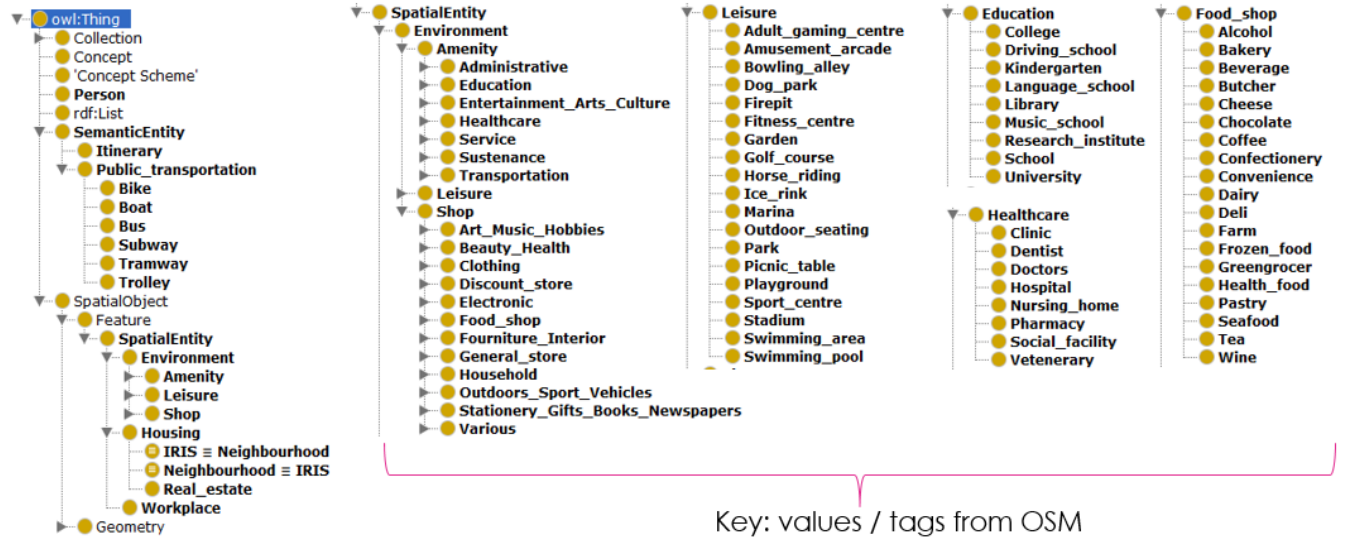 owl:Thing
Collection
Concept
'Concept Scheme'
Person
rdf:List
SemanticEntity
Itinerary
Public_transportation
Bike
Boat
Bus
Subway
Tramway
Trolley
SpatialObject
Feature
SpatialEntity
Environment
Amenity
Leisure
Shop
Housing
IRIS ≡ Neighbourhood
Neighbourhood ≡ IRIS
Real_estate
Workplace
Geometry
SpatialEntity
Environment
Amenity
Administrative
Education
Entertainment_Arts_Culture
Healthcare
Service
Sustenance
Transportation
Leisure
Shop
Art_Music_Hobbies
Beauty_Health
Clothing
Discount_store
Electronic
Food_shop
Fourniture_Interior
General_store
Household
Outdoors_Sport_Vehicles
Stationery_Gifts_Books_Newspapers
Various
Leisure
Adult_gaming_centre
Amusement_arcade
Bowling_alley
Dog_park
Firepit
Fitness_centre
Garden
Golf_course
Horse_riding
Ice_rink
Marina
Outdoor_seating
Park
Picnic_table
Playground
Sport_centre
Stadium
Swimming_area
Swimming_pool
Education
College
Driving_school
Kindergarten
Language_school
Library
Music_school
Research_institute
School
University
Healthcare
Clinic
Dentist
Doctors
Hospital
Nursing_home
Pharmacy
Social_facility
Vetenerary
Food_shop
Alcohol
Bakery
Beverage
Butcher
Cheese
Chocolate
Coffee
Confectionery
Convenience
Dairy
Deli
Farm
Frozen_food
Greengrocer
Health_food
Pastry
Seafood
Tea
Wine
Key: values / tags from OSM